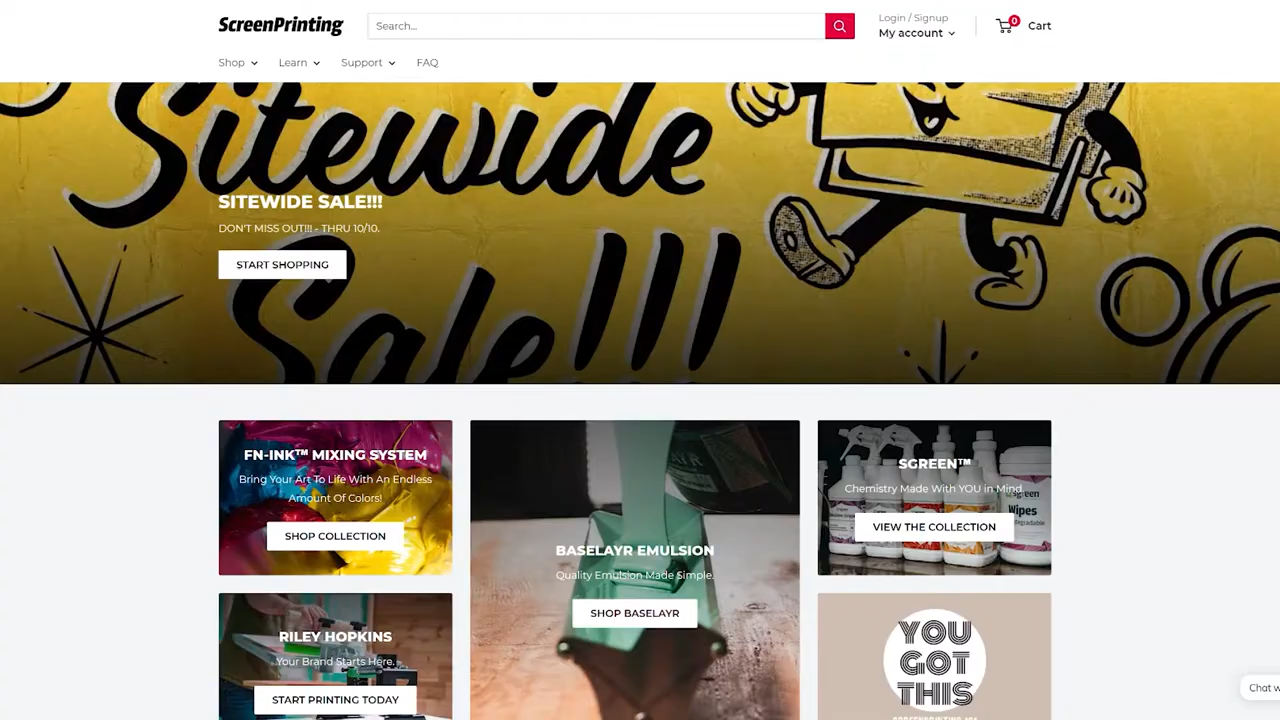 ScreenPrinting
Search...
Login / Signup
My account
0
Cart
Shop
Learn
Support
FAQ
Sitewide
Sale!!!
SITEWIDE SALE!!!
DON'T MISS OUT!!! - THRU 10/10.
START SHOPPING
FN-INK™ MIXING SYSTEM
Bring Your Art To Life With An Endless
Amount Of Colors!
SHOP COLLECTION
BASELAYR EMULSION
Quality Emulsion Made Simple.
SHOP BASELAYR
SGREEN™
Chemistry Made With YOU in Mind
VIEW THE COLLECTION
Sgreen
Wipes
RILEY HOPKINS
Your Brand Starts Here.
START PRINTING TODAY
YOU
GOT
THIS
Chat w